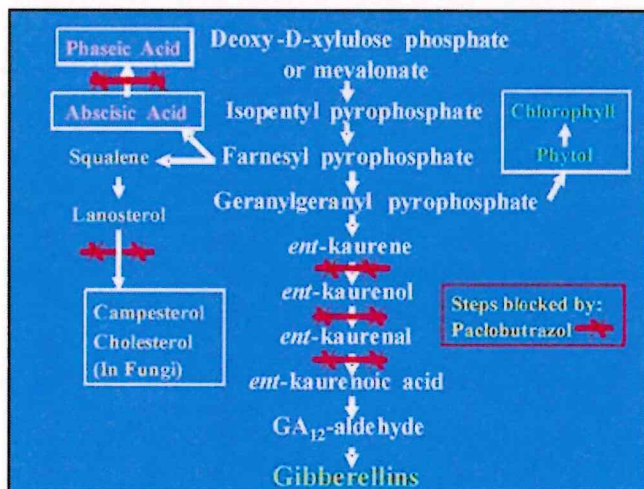 Phaseic Acid
Deoxy-D-xylulose phosphate
or mevalonate
Abscisic Acid
Isopentyl pyrophosphate
Chlorophyll
Squalene
Farnesyl pyrophosphate
Phytol
Lanosterol
Geranylgeranyl pyrophosphate
ent-kaurene
ent-kaurenol
Campesterol
Cholesterol
(In Fungi)
ent-kaurenal
Steps blocked by:
Paclobutrazol
ent-kaurenoic acid
GA12-aldehyde
Gibberellins